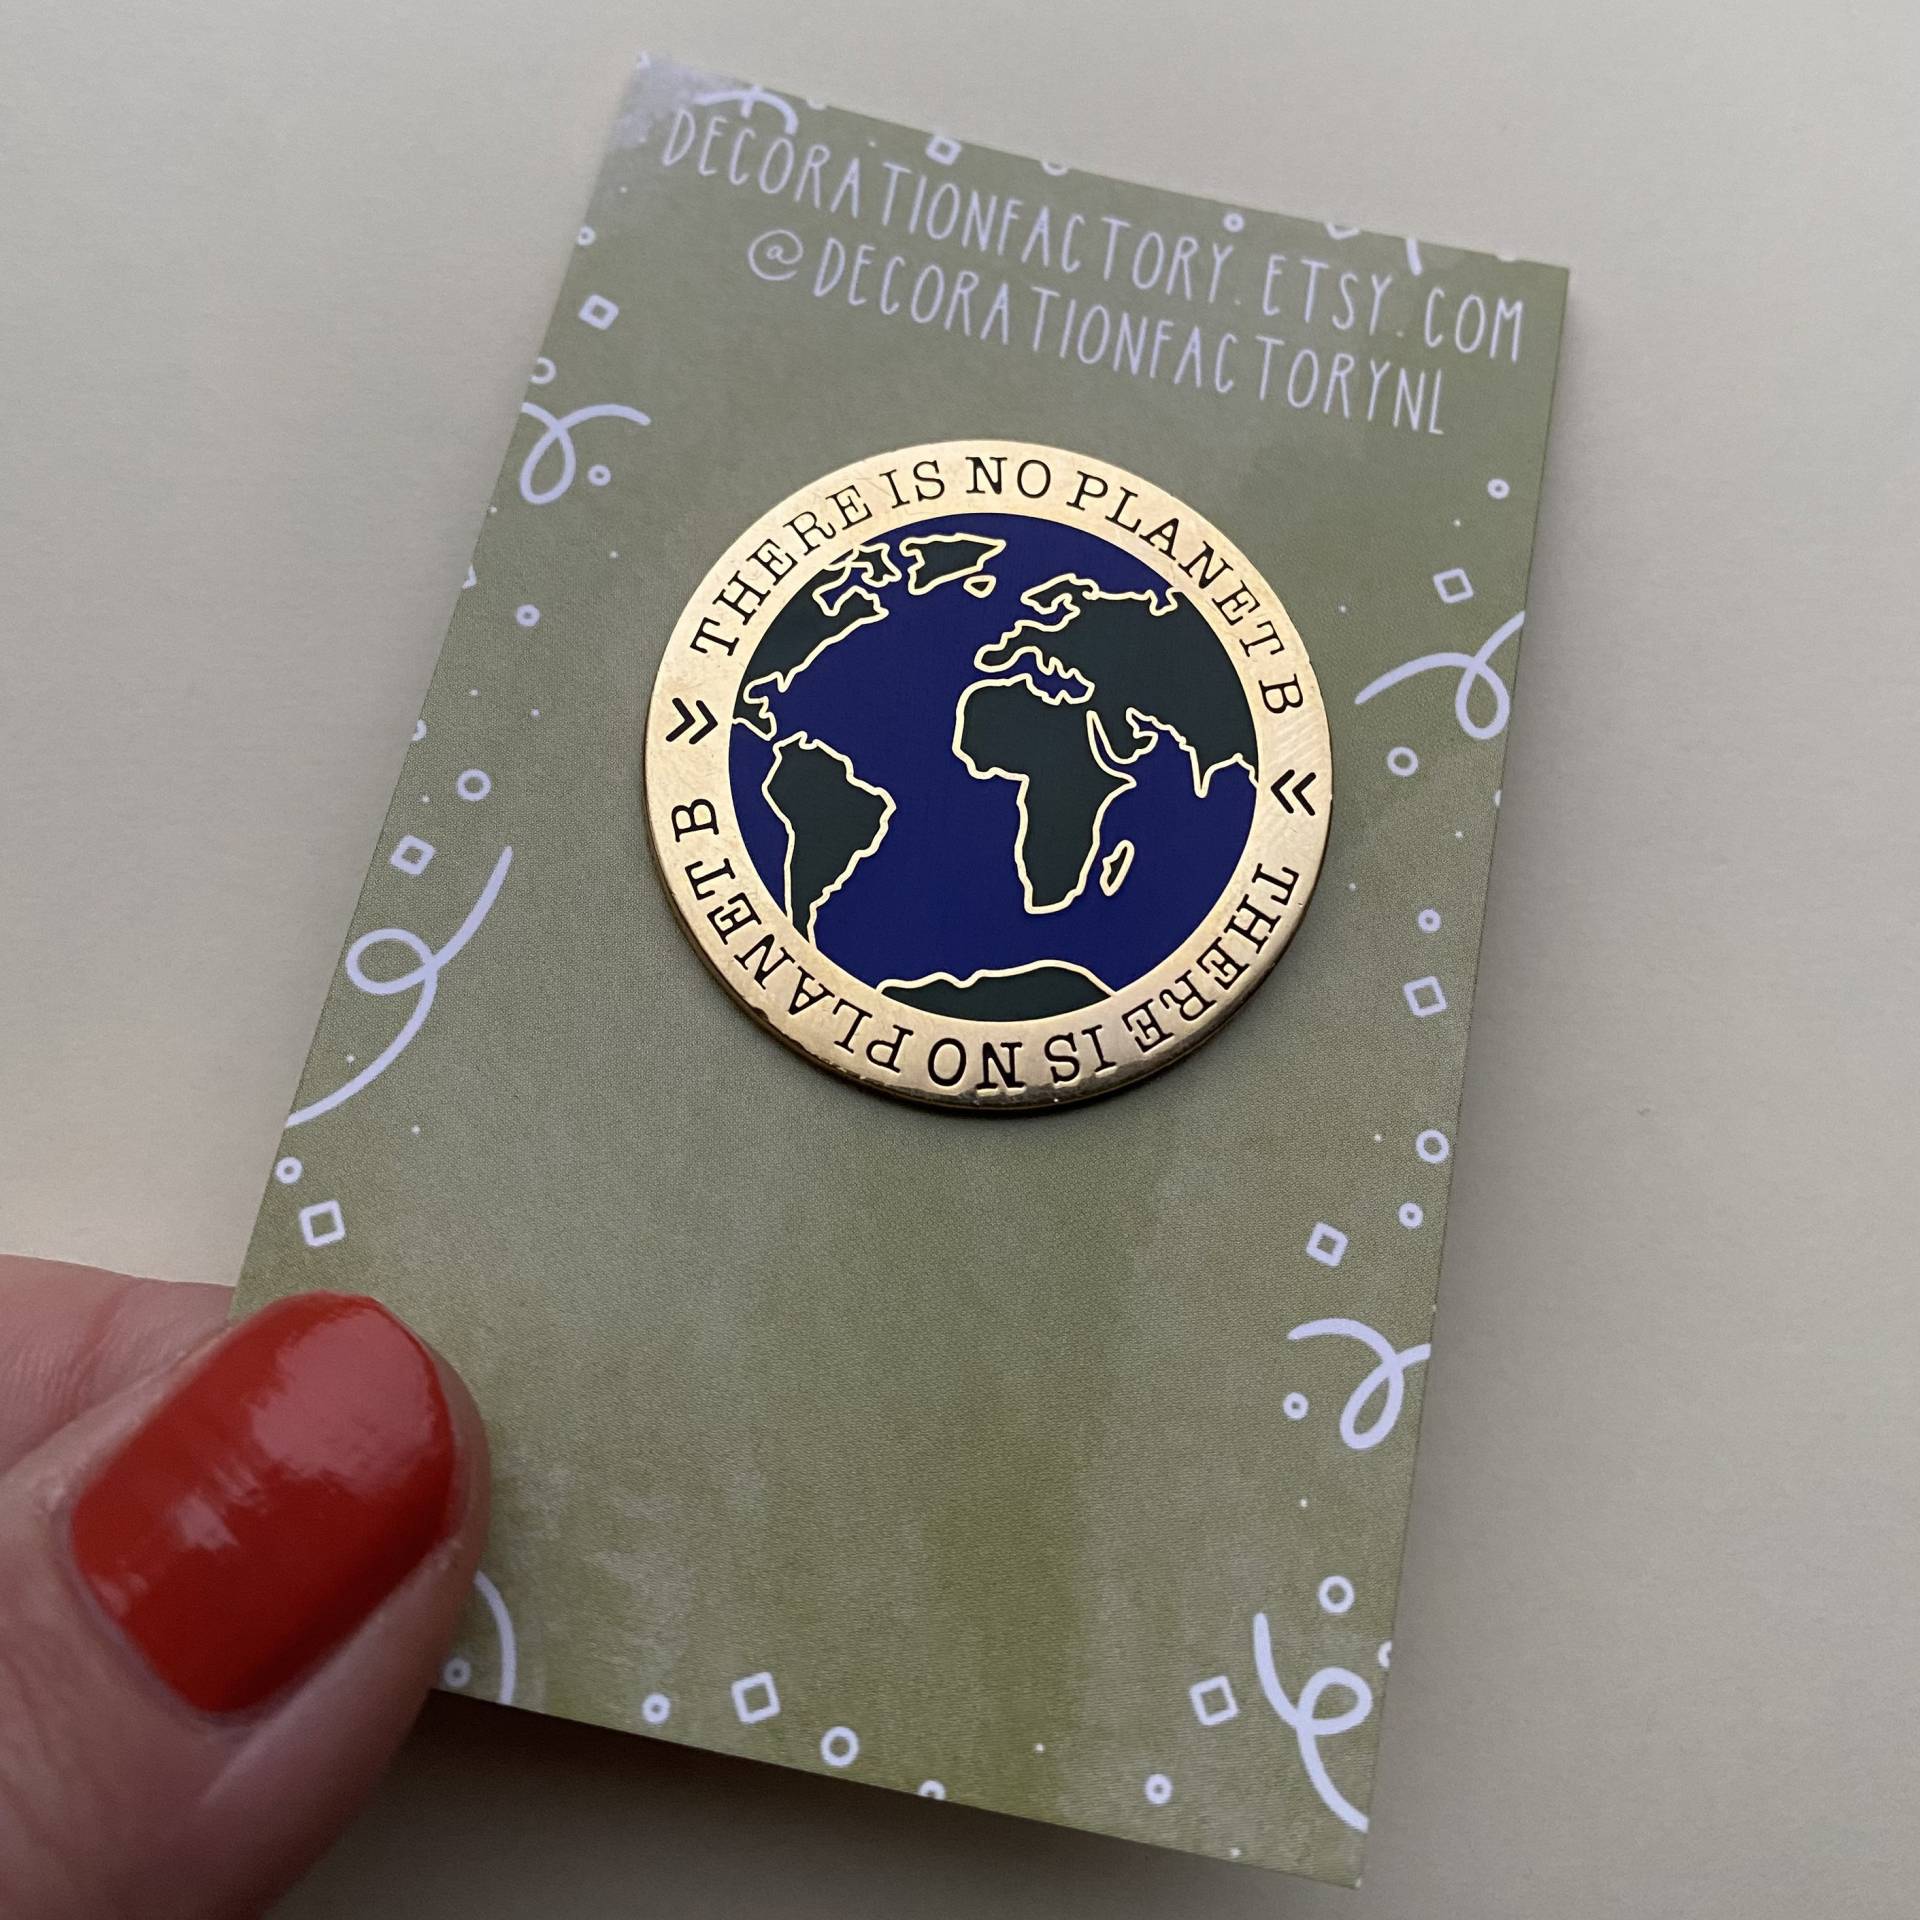 DECORATIONFACTORY.ETSY.COM
@DECORATIONFACTORYNL
THERE IS NO PLANET B
THERE IS NO PLANET B